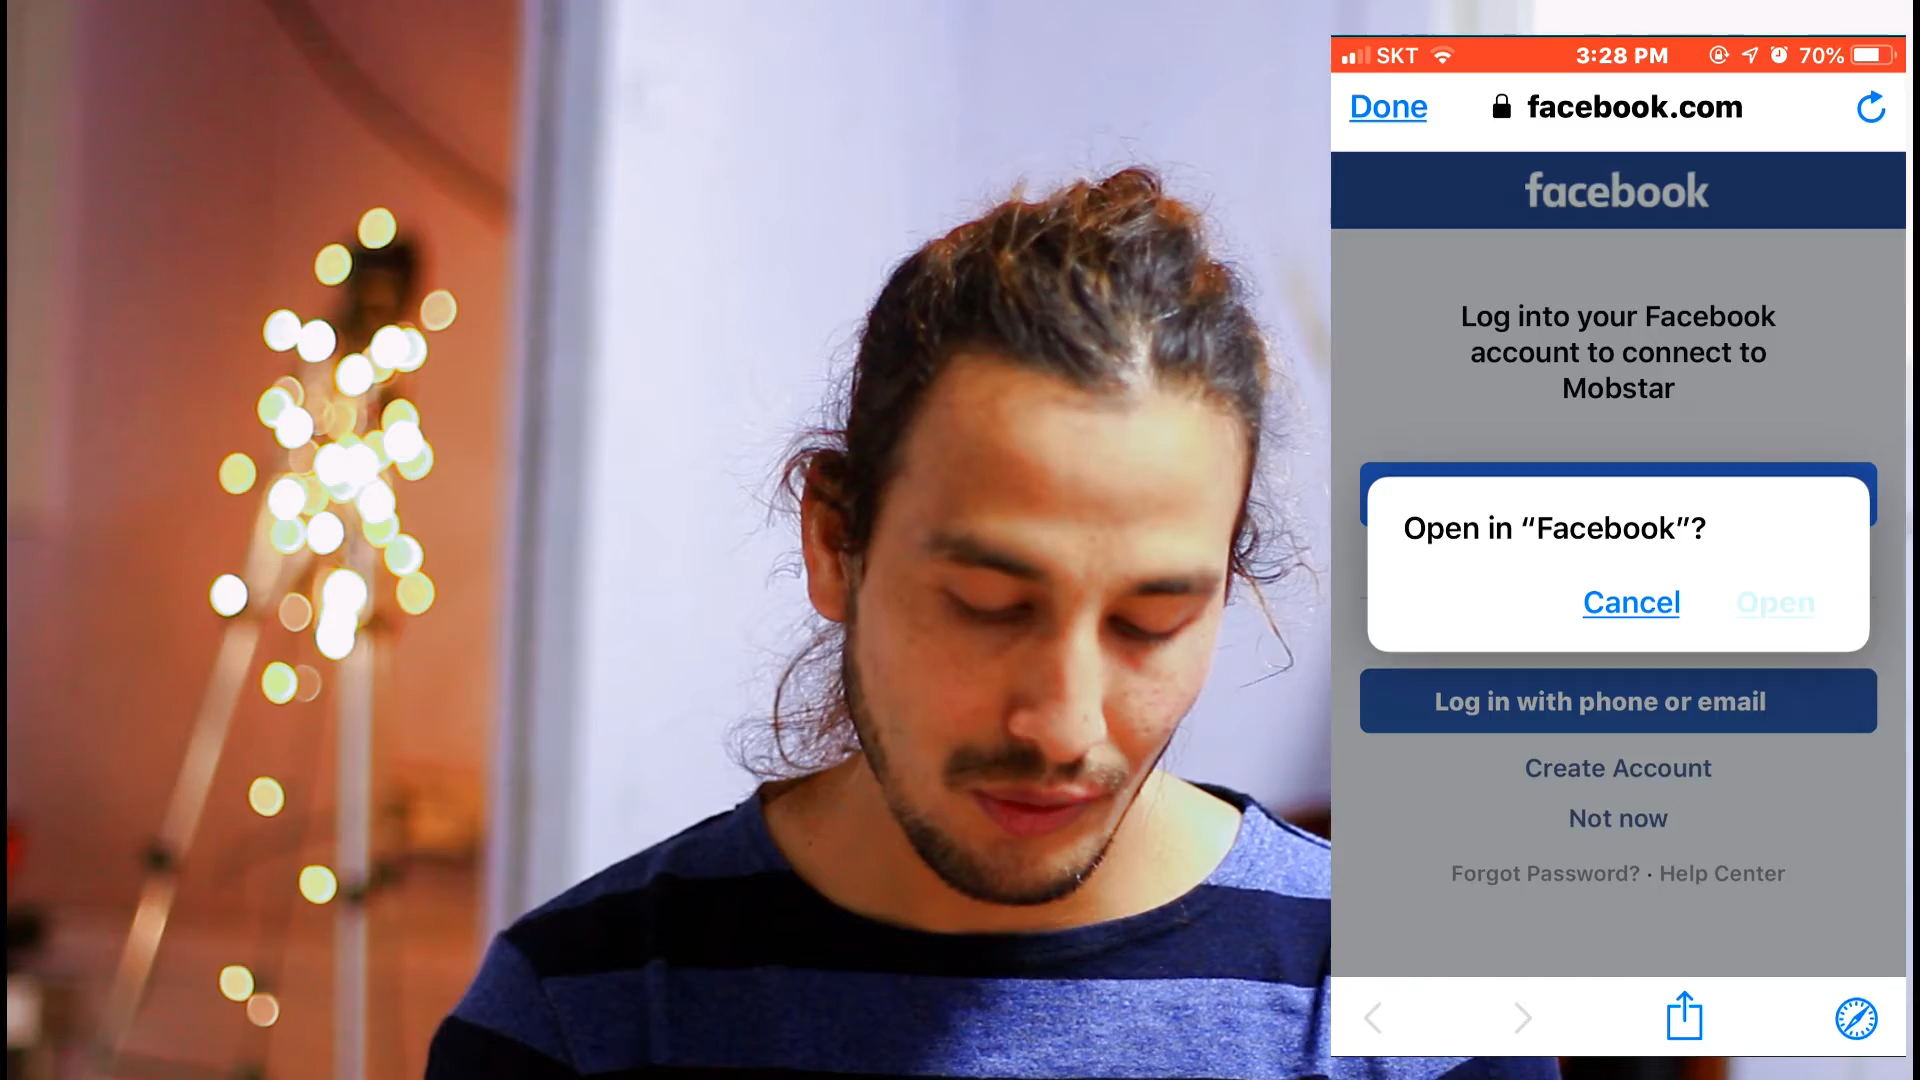 SKT 3:28 PM 70%
Done facebook.com
facebook
Log into your Facebook
account to connect to
Mobstar
Open in “Facebook”?
Cancel Open
Log in with phone or email
Create Account
Not now
Forgot Password? · Help Center